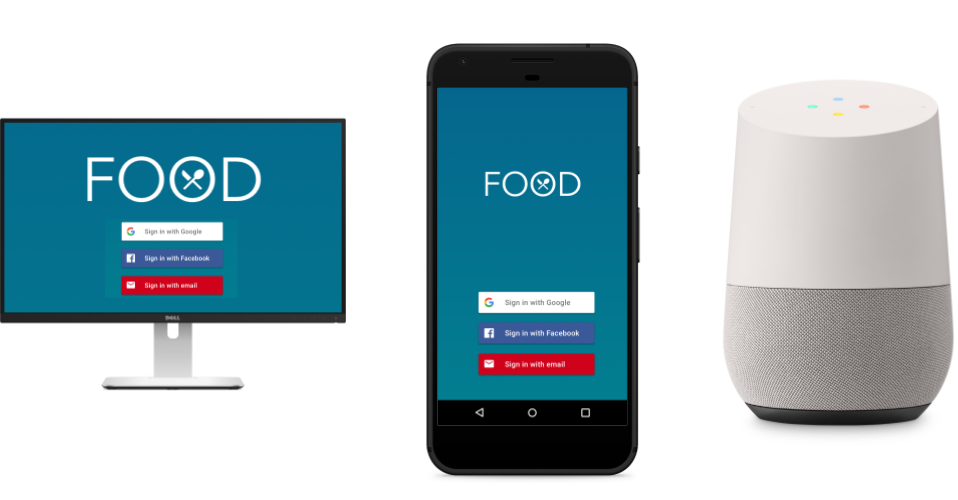 FOOD
Sign in with Google
Sign in with Facebook
Sign in with email
DELL
FOOD
Sign in with Google
Sign in with Facebook
Sign in with email